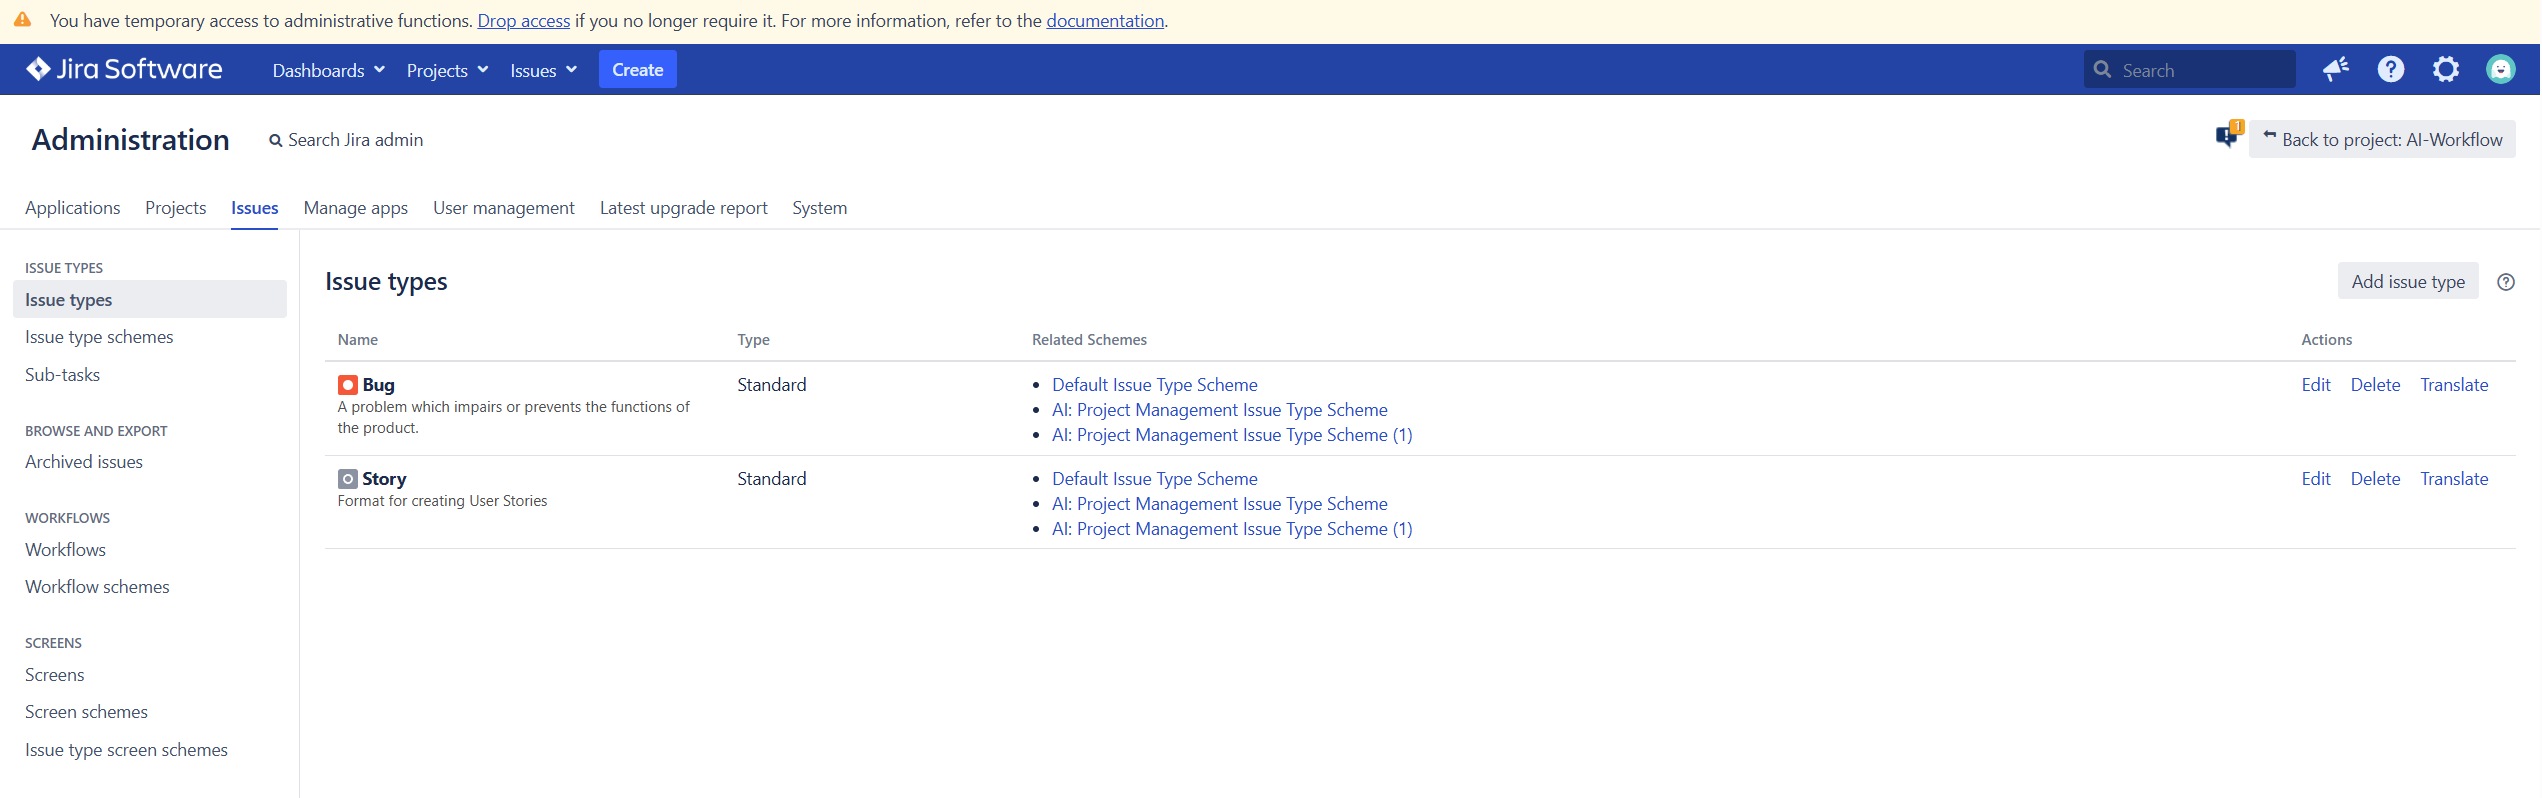 You have temporary access to administrative functions. Drop access if you no longer require it. For more information, refer to the documentation.
Jira Software Dashboards Projects Issues Create Search
Administration Search Jira admin 1 Back to project: AI-Workflow
Applications Projects Issues Manage apps User management Latest upgrade report System
ISSUE TYPES
Issue types
Issue type schemes
Sub-tasks
BROWSE AND EXPORT
Archived issues
WORKFLOWS
Workflows
Workflow schemes
SCREENS
Screens
Screen schemes
Issue type screen schemes
Issue types Add issue type
Name Type Related Schemes Actions
Bug Standard • Default Issue Type Scheme Edit Delete Translate
A problem which impairs or prevents the functions of • AI: Project Management Issue Type Scheme
the product. • AI: Project Management Issue Type Scheme (1)
Story Standard • Default Issue Type Scheme Edit Delete Translate
Format for creating User Stories • AI: Project Management Issue Type Scheme
• AI: Project Management Issue Type Scheme (1)